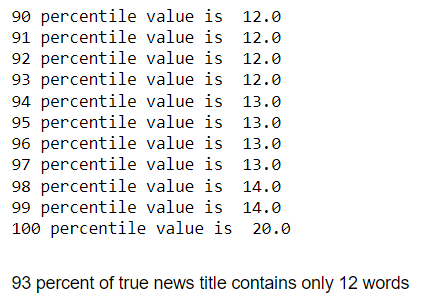 90 percentile value is  12.0
91 percentile value is  12.0
92 percentile value is  12.0
93 percentile value is  12.0
94 percentile value is  13.0
95 percentile value is  13.0
96 percentile value is  13.0
97 percentile value is  13.0
98 percentile value is  14.0
99 percentile value is  14.0
100 percentile value is  20.0
93 percent of true news title contains only 12 words